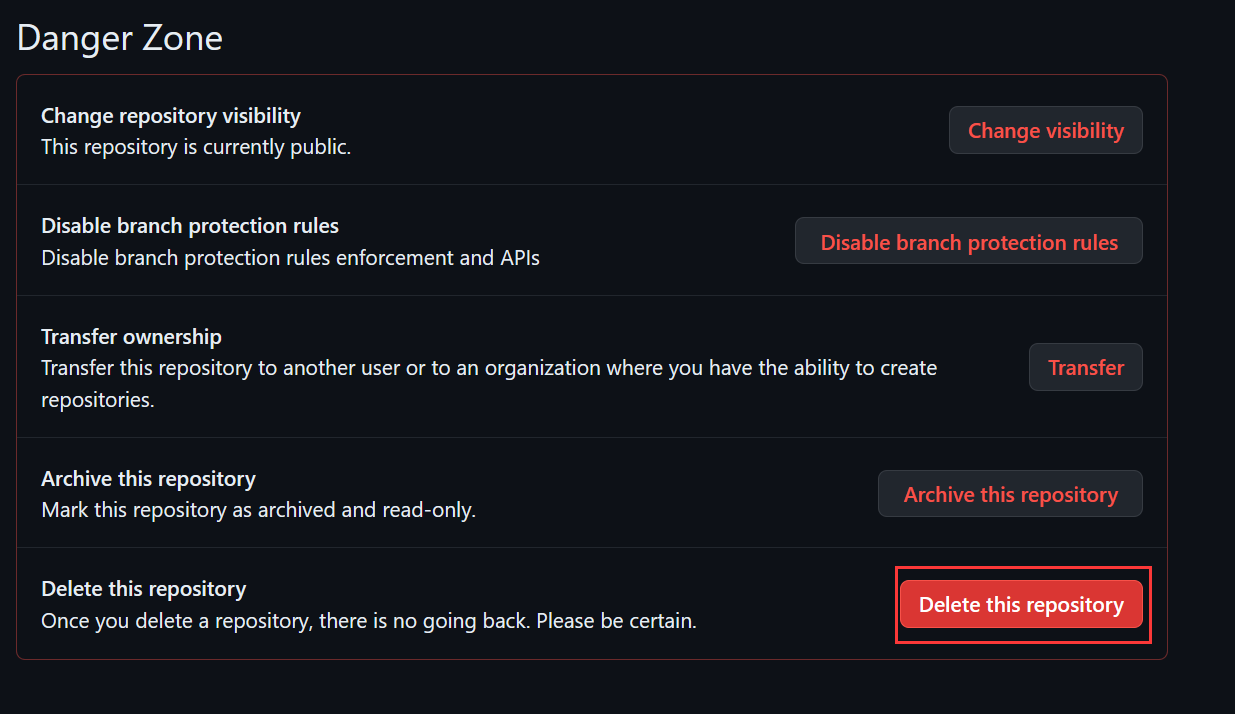 Danger Zone
Change repository visibility
This repository is currently public.
Change visibility
Disable branch protection rules
Disable branch protection rules enforcement and APIs
Disable branch protection rules
Transfer ownership
Transfer this repository to another user or to an organization where you have the ability to create
repositories.
Transfer
Archive this repository
Mark this repository as archived and read-only.
Archive this repository
Delete this repository
Once you delete a repository, there is no going back. Please be certain.
Delete this repository